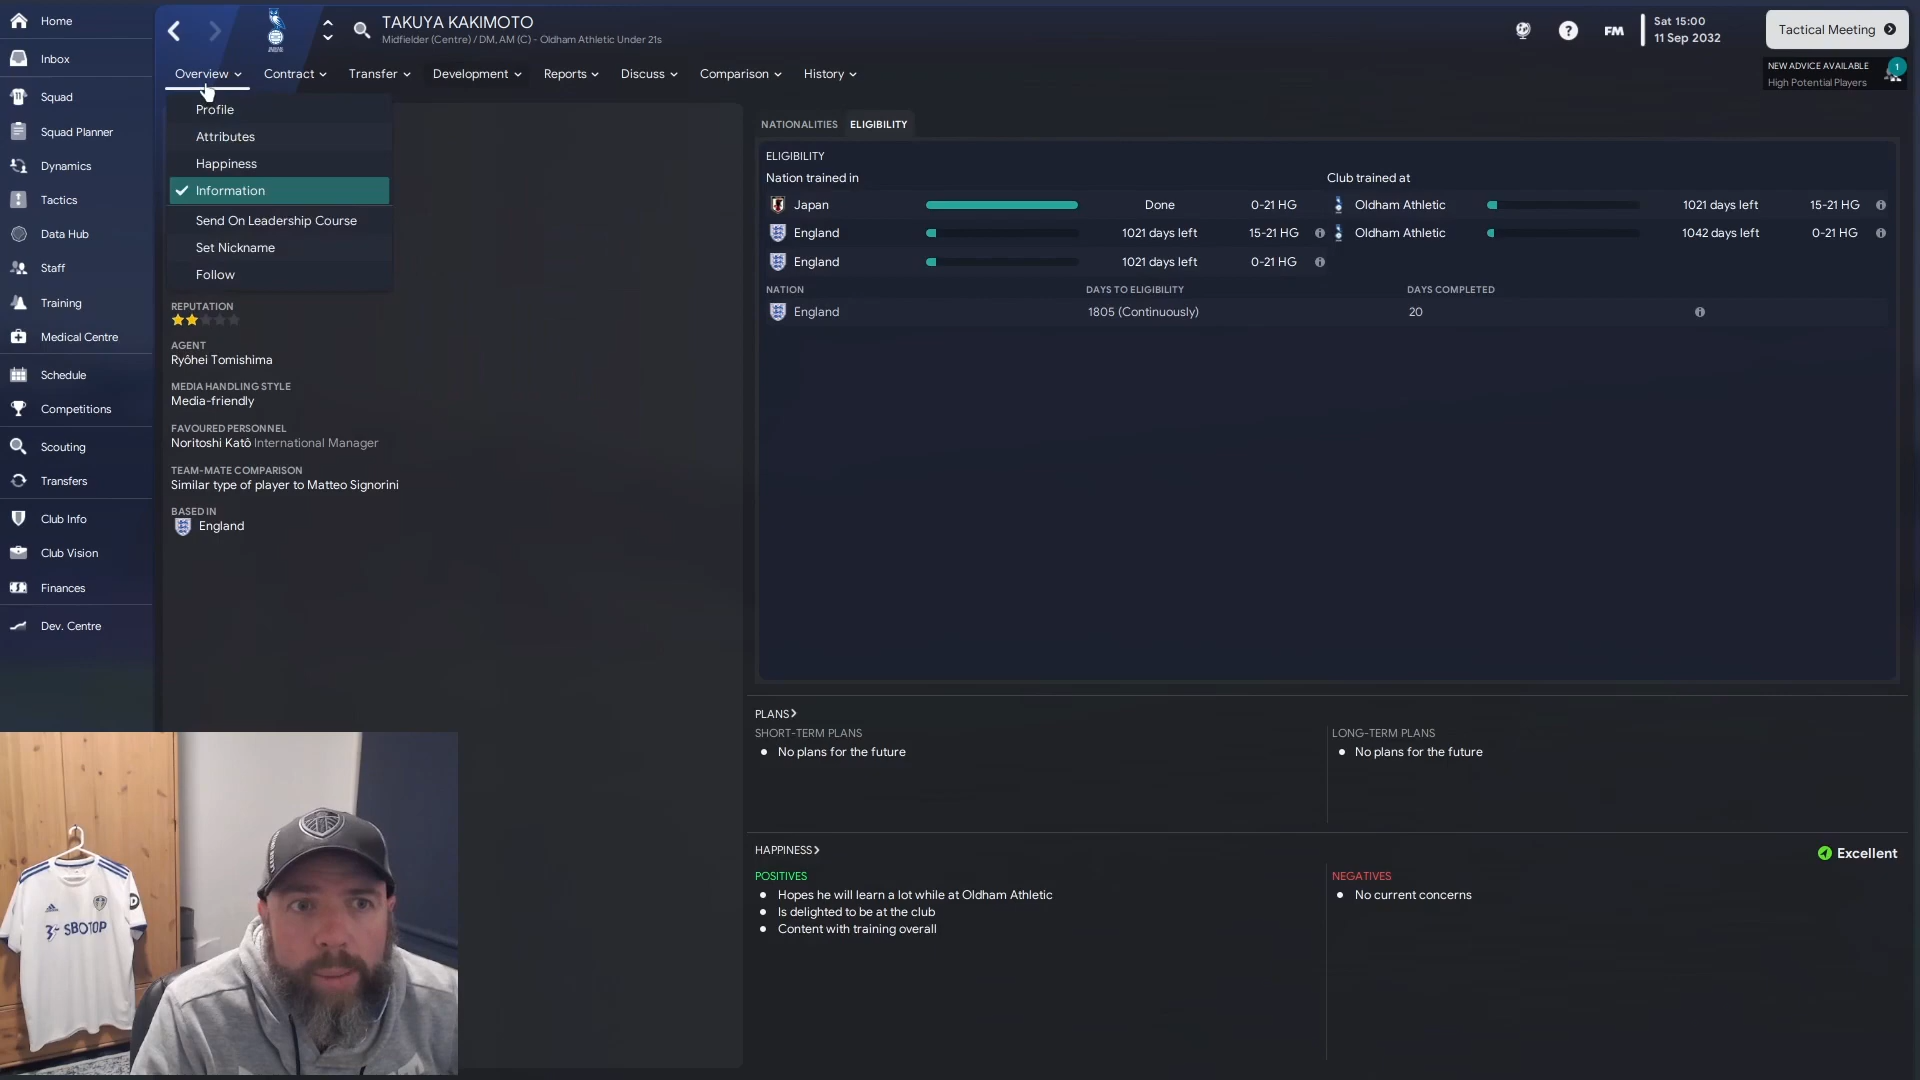 Home
Inbox
Squad
Squad Planner
Dynamics
Tactics
Data Hub
Staff
Training
Medical Centre
Schedule
Competitions
Scouting
Transfers
Club Info
Club Vision
Finances
Dev. Centre
TAKUYA KAKIMOTO
Midfielder (Centre) / DM, AM (C) - Oldham Athletic Under 21s
FM
Sat 15:00
11 Sep 2032
Tactical Meeting
NEW ADVICE AVAILABLE
High Potential Players
1
Overview Contract Transfer Development Reports Discuss Comparison History
Profile
Attributes
Happiness
Information
Send On Leadership Course
Set Nickname
Follow
REPUTATION
AGENT
Ryôhei Tomishima
MEDIA HANDLING STYLE
Media-friendly
FAVOURED PERSONNEL
Noritoshi Katô International Manager
TEAM-MATE COMPARISON
Similar type of player to Matteo Signorini
BASED IN
England
NATIONALITIES ELIGIBILITY
ELIGIBILITY
Nation trained in Club trained at
Japan Done 0-21 HG Oldham Athletic 1021 days left 15-21 HG
England 1021 days left 15-21 HG Oldham Athletic 1042 days left 0-21 HG
England 1021 days left 0-21 HG
NATION DAYS TO ELIGIBILITY DAYS COMPLETED
England 1805 (Continuously) 20
PLANS
SHORT-TERM PLANS
No plans for the future
LONG-TERM PLANS
No plans for the future
HAPPINESS
Excellent
POSITIVES
Hopes he will learn a lot while at Oldham Athletic
Is delighted to be at the club
Content with training overall
NEGATIVES
No current concerns
SBOTOP